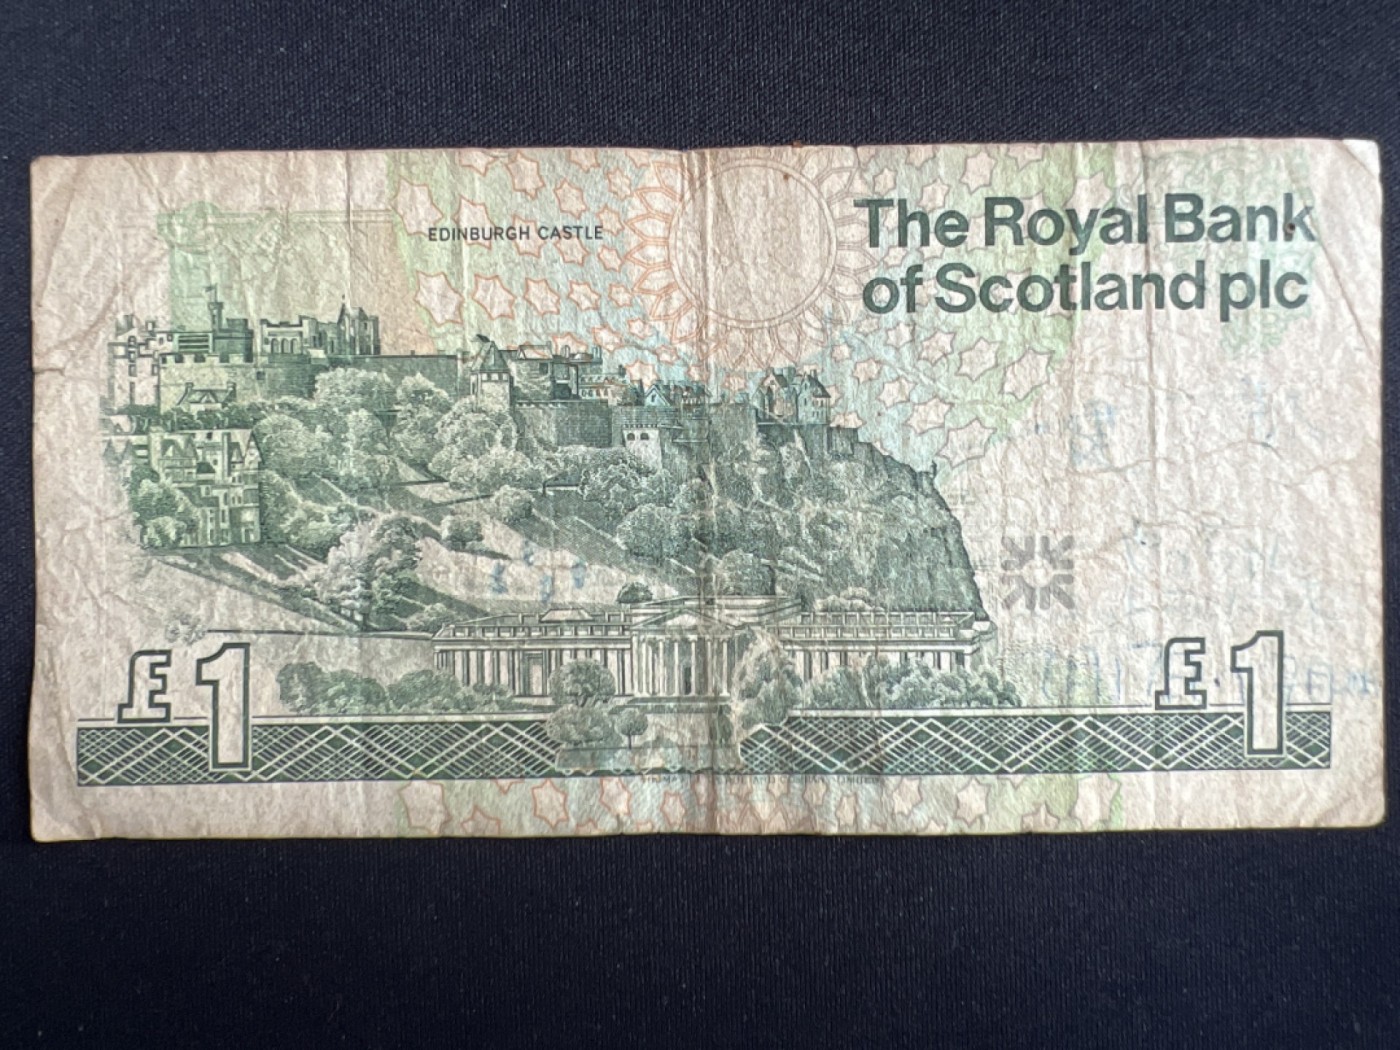 EDINBURGH CASTLE
The Royal Bank
of Scotland plc
£1
£1